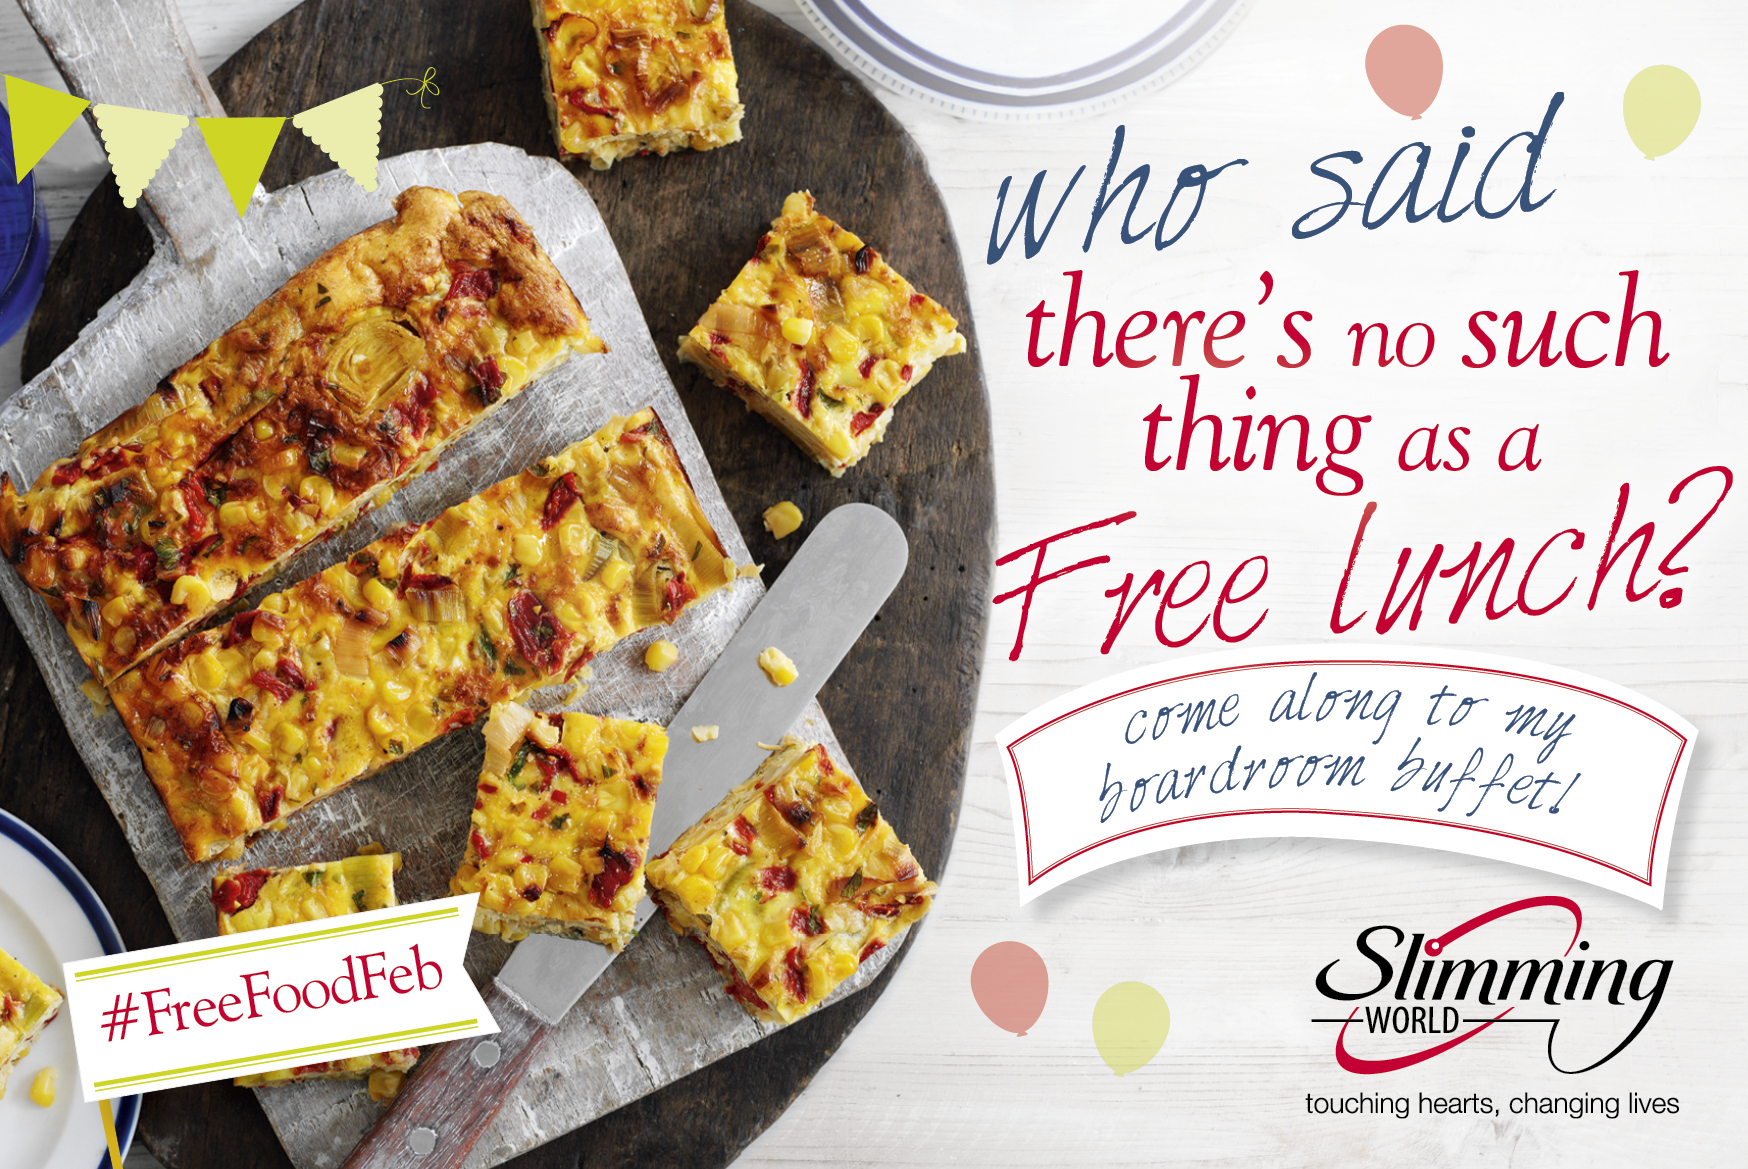 who said
there's no such
thing as a
Free lunch?
come along to my
boardroom buffet!
#FreeFoodFeb
Slimming
WORLD
touching hearts, changing lives